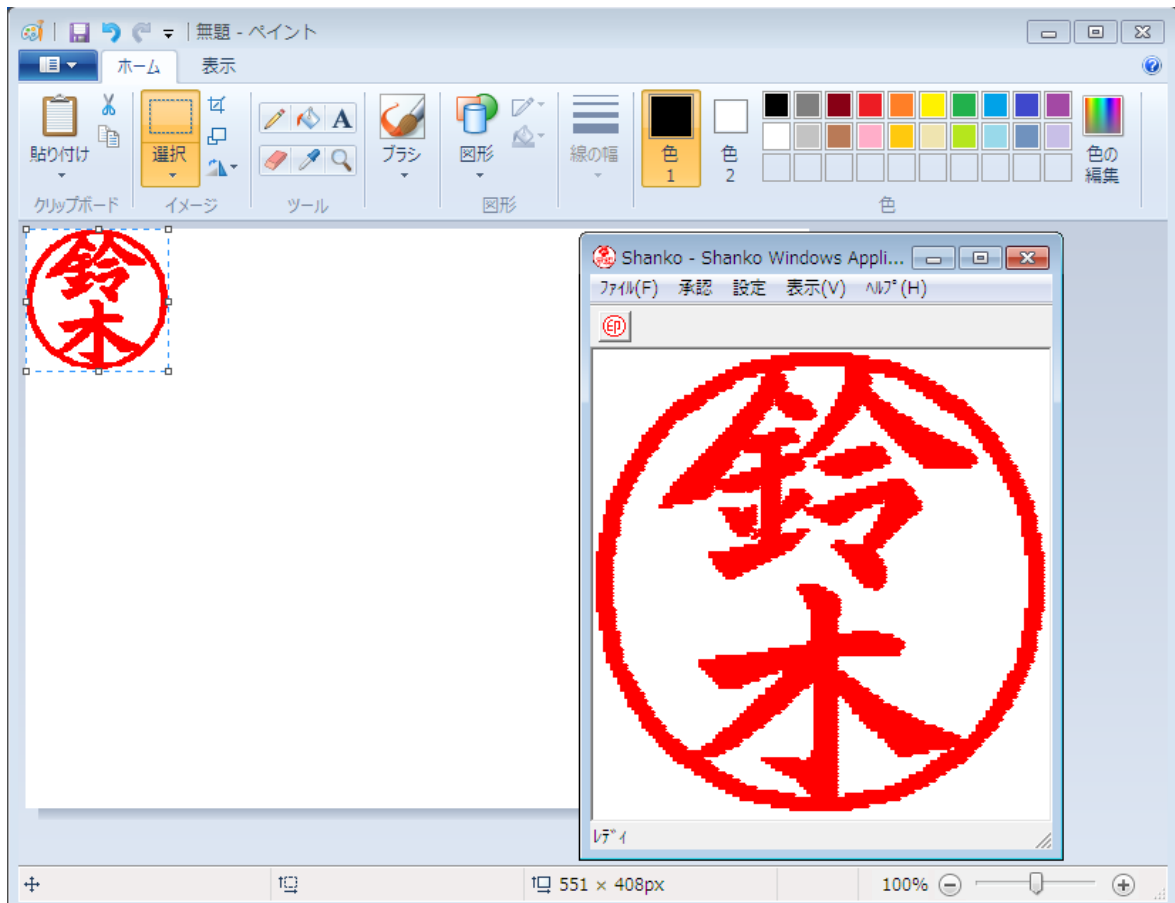 無題 - ペイント
ホーム 表示
貼り付け
選択
A
ブラシ
図形
線の幅
色
1
色
2
色の
編集
クリップボード
イメージ
ツール
図形
色
鈴
木
Shanko - Shanko Windows Appli...
ﾌｧｲﾙ(F) 承認 設定 表示(V) ﾍﾙﾌﾟ(H)
印
鈴
木
ﾚﾃﾞｨ
551 × 408px
100%